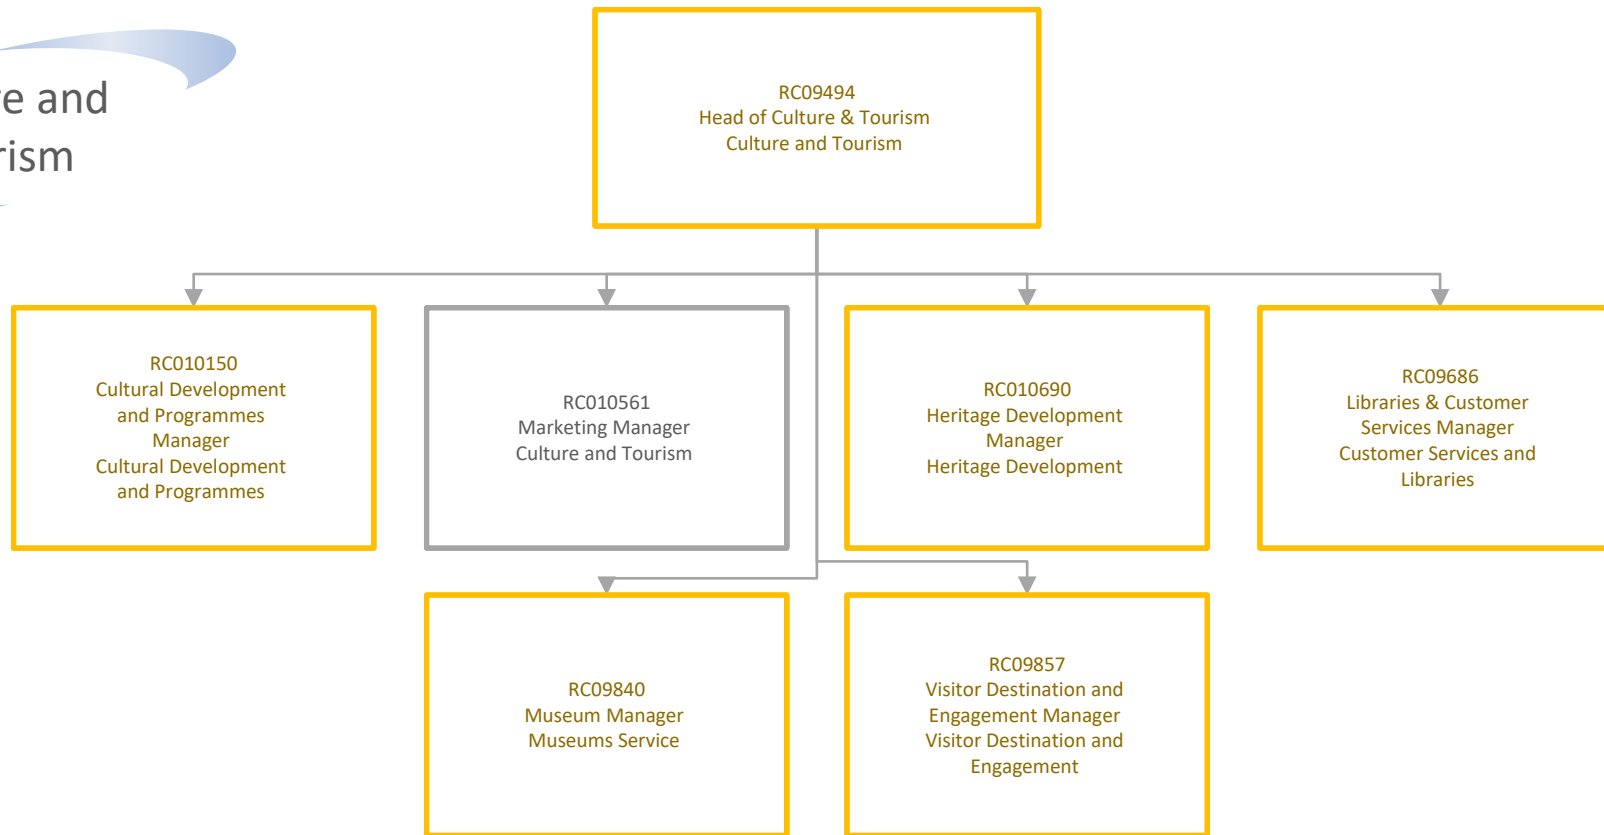 re and
rism
RC09494
Head of Culture & Tourism
Culture and Tourism
RC010150
Cultural Development
and Programmes
Manager
Cultural Development
and Programmes
RC010561
Marketing Manager
Culture and Tourism
RC010690
Heritage Development
Manager
Heritage Development
RC09686
Libraries & Customer
Services Manager
Customer Services and
Libraries
RC09840
Museum Manager
Museums Service
RC09857
Visitor Destination and
Engagement Manager
Visitor Destination and
Engagement